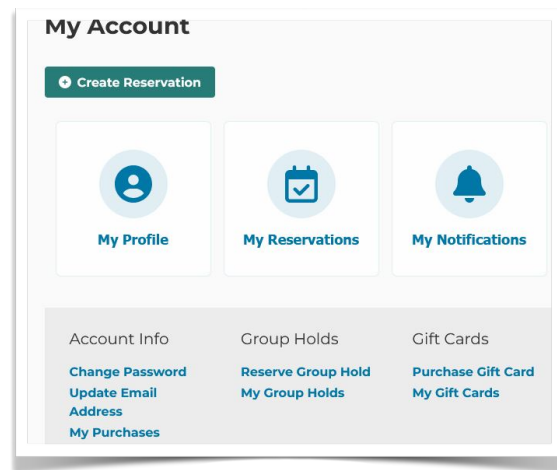 My Account
Create Reservation
My Profile
My Reservations
My Notifications
Account Info
Group Holds
Gift Cards
Change Password
Reserve Group Hold
Purchase Gift Card
Update Email
My Group Holds
My Gift Cards
Address
My Purchases